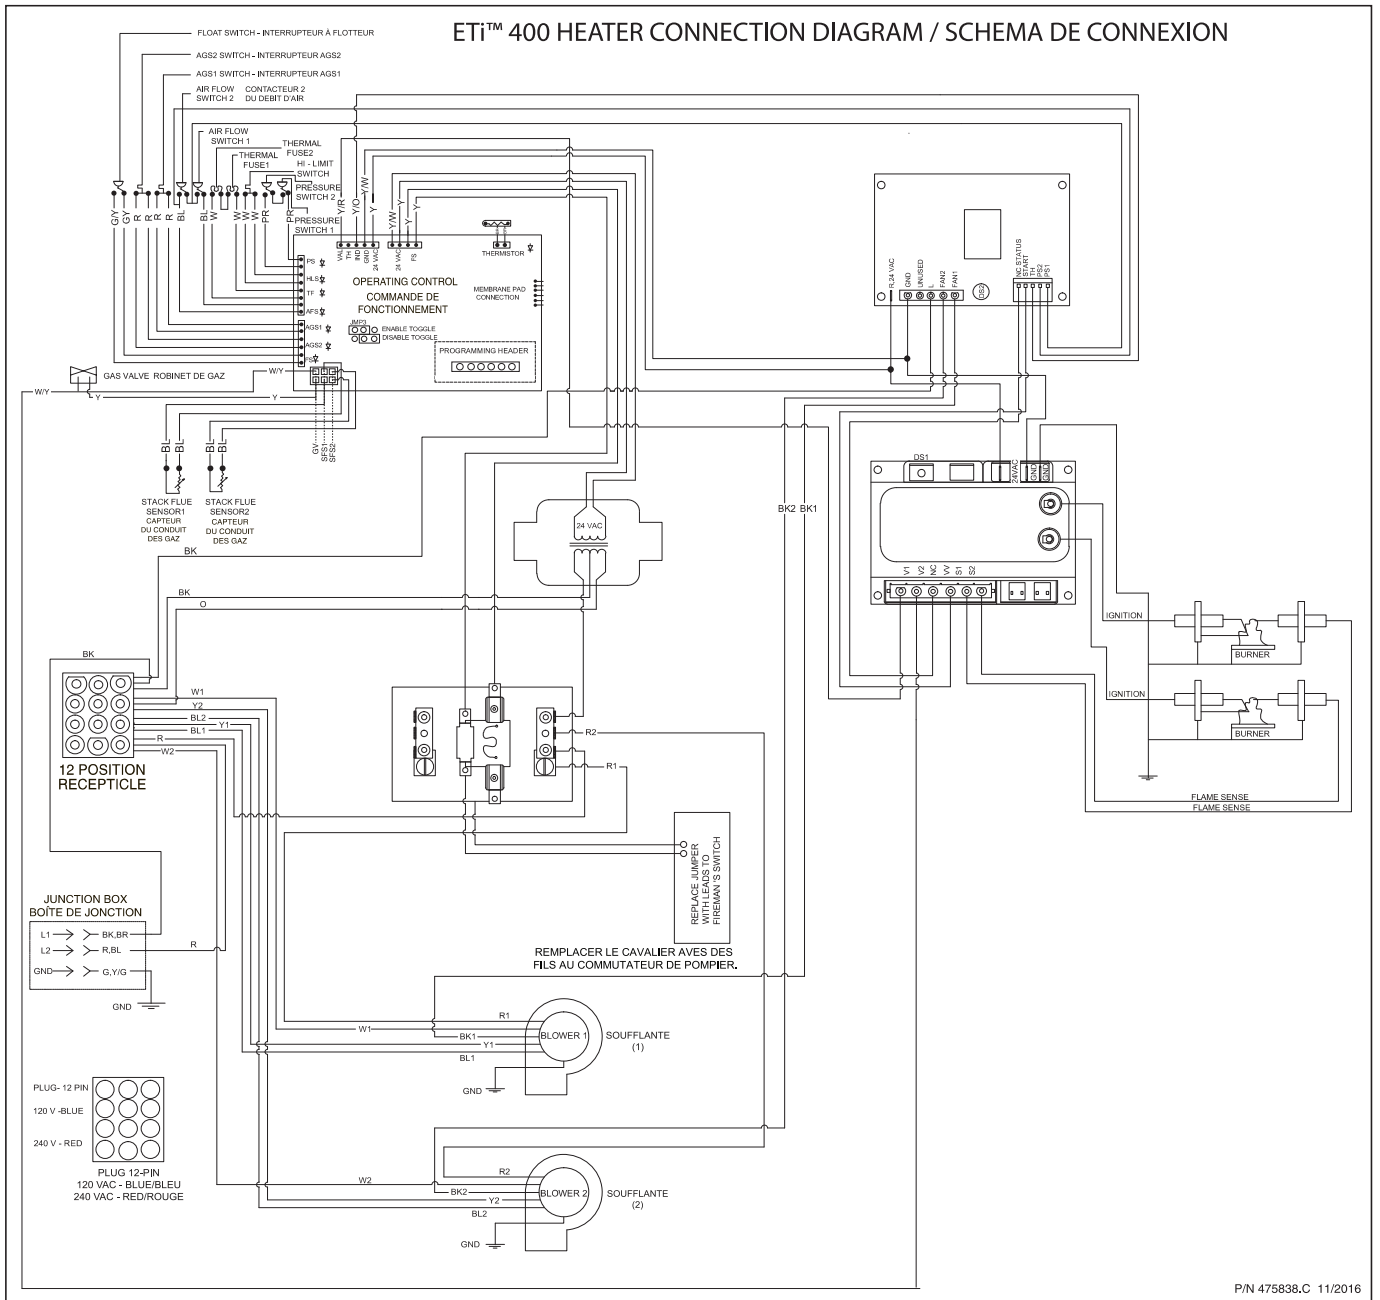 ETi™ 400 HEATER CONNECTION DIAGRAM / SCHEMA DE CONNEXION
FLOAT SWITCH - INTERRUPTEUR À FLOTTEUR
AGS2 SWITCH - INTERRUPTEUR AGS2
AGS1 SWITCH - INTERRUPTEUR AGS1
AIR FLOW
SWITCH 2
CONTACTEUR 2
DU DEBIT D'AIR
AIR FLOW
SWITCH 1
THERMAL
FUSE2
THERMAL
FUSE1
HI - LIMIT
SWITCH
PRESSURE
SWITCH 2
PRESSURE
SWITCH 1
G/Y
GY
R
R
R
R
BL
BL
W
W
W
W
PR
PR
Y/R
Y/O
Y/W
Y
Y/W
Y
Y
Y
VAL
TH
IND
GND
24 VAC
24 VAC
FS
THERMISTOR
PS
HLS
TF
AFS
AGS1
AGS2
FS
OPERATING CONTROL
COMMANDE DE
FONCTIONNEMENT
MEMBRANE PAD
CONNECTION
JMP3
ENABLE TOGGLE
DISABLE TOGGLE
PROGRAMMING HEADER
R,24 VAC
GND
UNUSED
L
FAN2
FAN1
DS2
NC STATUS
START
TH
PS2
PS1
GAS VALVE ROBINET DE GAZ
W/Y
W/Y
Y
Y
GV
SFS1
SFS2
BL
BL
BL
BL
STACK FLUE
SENSOR1
CAPTEUR
DU CONDUIT
DES GAZ
STACK FLUE
SENSOR2
CAPTEUR
DU CONDUIT
DES GAZ
24 VAC
DS1
24VAC
GND
GND
V1
V2
NC
VV
S1
S2
BK2
BK1
BK
BK
O
BK
IGNITION
BURNER
IGNITION
BURNER
FLAME SENSE
FLAME SENSE
W1
Y2
BL2
Y1
BL1
R
W2
12 POSITION
RECEPTICLE
R2
R1
REPLACE JUMPER
WITH LEADS TO
FIREMAN 'S SWITCH
REMPLACER LE CAVALIER AVES DES
FILS AU COMMUTATEUR DE POMPIER.
JUNCTION BOX
BOÎTE DE JONCTION
L1
BK,BR
L2
R,BL
R
GND
G,Y/G
GND
R1
W1
BK1
Y1
BL1
BLOWER 1
SOUFFLANTE
(1)
GND
PLUG- 12 PIN
120 V -BLUE
240 V - RED
PLUG 12-PIN
120 VAC - BLUE/BLEU
240 VAC - RED/ROUGE
R2
W2
BK2
Y2
BL2
BLOWER 2
SOUFFLANTE
(2)
GND
P/N 475838.C 11/2016